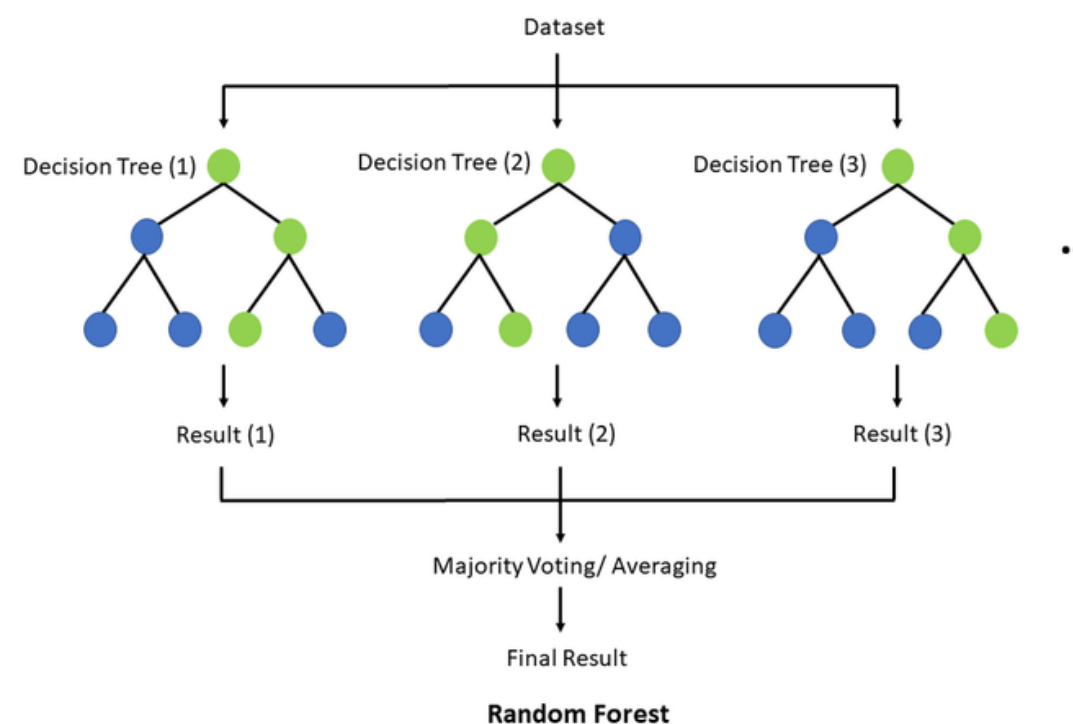 Dataset
Decision Tree (1)
Decision Tree (2)
Decision Tree (3)
Result (1)
Result (2)
Result (3)
Majority Voting/ Averaging
Final Result
Random Forest